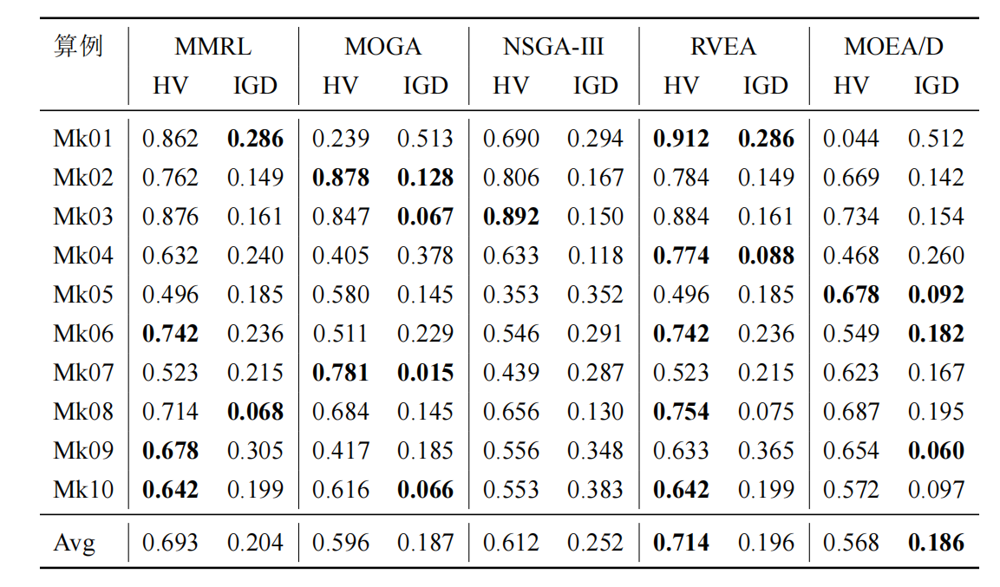 算例 MMRL MOGA NSGA-III RVEA MOEA/D
HV IGD HV IGD HV IGD HV IGD HV IGD
Mk01 0.862 0.286 0.239 0.513 0.690 0.294 0.912 0.286 0.044 0.512
Mk02 0.762 0.149 0.878 0.128 0.806 0.167 0.784 0.149 0.669 0.142
Mk03 0.876 0.161 0.847 0.067 0.892 0.150 0.884 0.161 0.734 0.154
Mk04 0.632 0.240 0.405 0.378 0.633 0.118 0.774 0.088 0.468 0.260
Mk05 0.496 0.185 0.580 0.145 0.353 0.352 0.496 0.185 0.678 0.092
Mk06 0.742 0.236 0.511 0.229 0.546 0.291 0.742 0.236 0.549 0.182
Mk07 0.523 0.215 0.781 0.015 0.439 0.287 0.523 0.215 0.623 0.167
Mk08 0.714 0.068 0.684 0.145 0.656 0.130 0.754 0.075 0.687 0.195
Mk09 0.678 0.305 0.417 0.185 0.556 0.348 0.633 0.365 0.654 0.060
Mk10 0.642 0.199 0.616 0.066 0.553 0.383 0.642 0.199 0.572 0.097
Avg 0.693 0.204 0.596 0.187 0.612 0.252 0.714 0.196 0.568 0.186